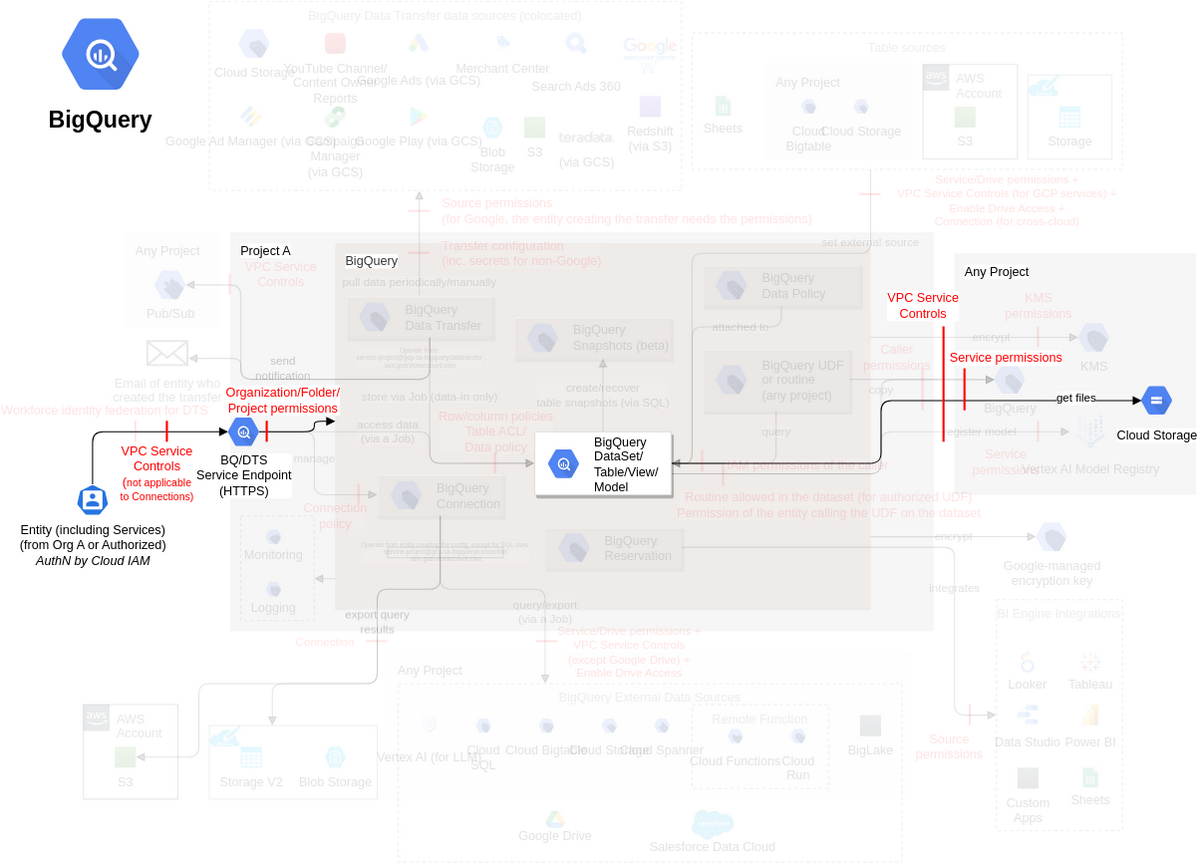 BigQuery
BigQuery Data Transfer data sources (colocated)
Cloud Storage
YouTube Channel/
Content Owner
Reports
Google Ads (via GCS)
Merchant Center
Search Ads 360
Google
Google Ad Manager (via GCS)
Campaign
Manager
(via GCS)
Google Play (via GCS)
Blob
Storage
S3
teradata.
(via GCS)
Redshift
(via S3)
Table sources
Sheets
Any Project
Cloud
Bigtable
Cloud Storage
aws
AWS
Account
S3
Storage
Source permissions
(for Google, the entity creating the transfer needs the permissions)
Transfer configuration
(inc. secrets for non-Google)
Service/Drive permissions +
VPC Service Controls (for GCP services) +
Enable Drive Access +
Connection (for cross-cloud)
set external source
Any Project
Pub/Sub
Project A
VPC Service
Controls
BigQuery
pull data periodically/manually
BigQuery
Data Transfer
BigQuery
Snapshots (beta)
BigQuery
Data Policy
attached to
BigQuery UDF
or routine
(any project)
Any Project
VPC Service
Controls
KMS
permissions
encrypt
KMS
Service permissions
Caller
permissions
copy
BigQuery
get files
Cloud Storage
register model
Service
permissions
Vertex AI Model Registry
send
notification
Email of entity who
created the transfer
Workforce identity federation for DTS
Organization/Folder/
Project permissions
store via Job (data-in only)
create/recover
table snapshots (via SQL)
access data
(via a Job)
Row/column policies
Table ACL/
Data policy
query
VPC Service
Controls
(not applicable
to Connections)
BQ/DTS
Service Endpoint
(HTTPS)
manage
BigQuery
DataSet/
Table/View/
Model
IAM permissions of the caller
Routine allowed in the dataset (for authorized UDF)
Permission of the entity calling the UDF on the dataset
Entity (including Services)
(from Org A or Authorized)
AuthN by Cloud IAM
Connection
policy
BigQuery
Connection
Monitoring
Logging
BigQuery
Reservation
encrypt
Google-managed
encryption key
integrates
export query
results
query/export
(via a Job)
Connection
Service/Drive permissions +
VPC Service Controls
(except Google Drive) +
Enable Drive Access
BI Engine Integrations
Looker
Tableau
Data Studio
Power BI
Custom
Apps
Sheets
Source
permissions
aws
AWS
Account
S3
Storage V2
Blob Storage
Any Project
BigQuery External Data Sources
Vertex AI (for LLM)
Cloud
SQL
Cloud Bigtable
Cloud Storage
Cloud Spanner
Remote Function
Cloud Functions
Cloud
Run
BigLake
Google Drive
Salesforce Data Cloud